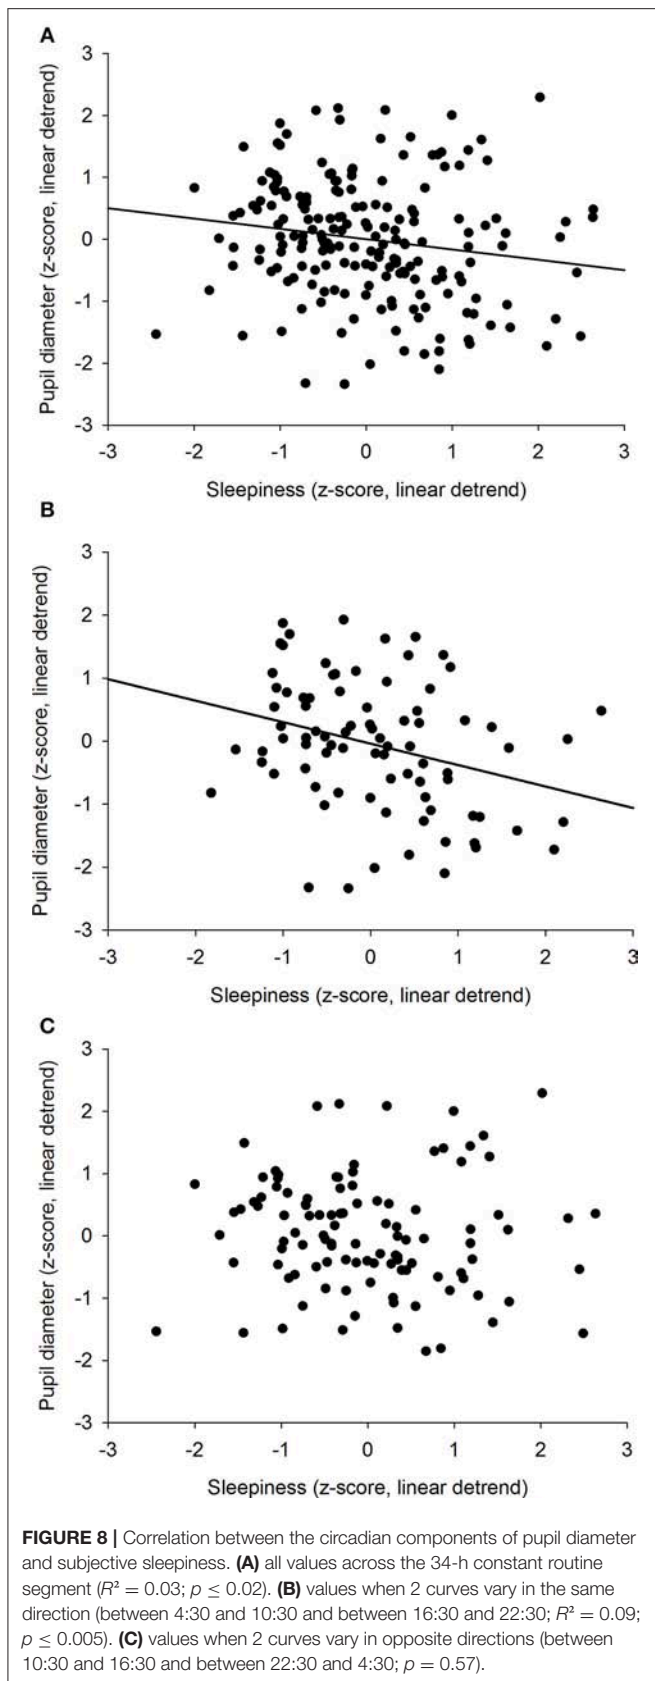 A
3
2
1
0
-1
-2
-3
-3 -2 -1 0 1 2 3
Pupil diameter (z-score, linear detrend)
Sleepiness (z-score, linear detrend)
B
3
2
1
0
-1
-2
-3
-3 -2 -1 0 1 2 3
Pupil diameter (z-score, linear detrend)
Sleepiness (z-score, linear detrend)
C
3
2
1
0
-1
-2
-3
-3 -2 -1 0 1 2 3
Pupil diameter (z-score, linear detrend)
Sleepiness (z-score, linear detrend)
FIGURE 8 | Correlation between the circadian components of pupil diameter
and subjective sleepiness. (A) all values across the 34-h constant routine
segment (R² = 0.03; p ≤ 0.02). (B) values when 2 curves vary in the same
direction (between 4:30 and 10:30 and between 16:30 and 22:30; R² = 0.09;
p ≤ 0.005). (C) values when 2 curves vary in opposite directions (between
10:30 and 16:30 and between 22:30 and 4:30; p = 0.57).